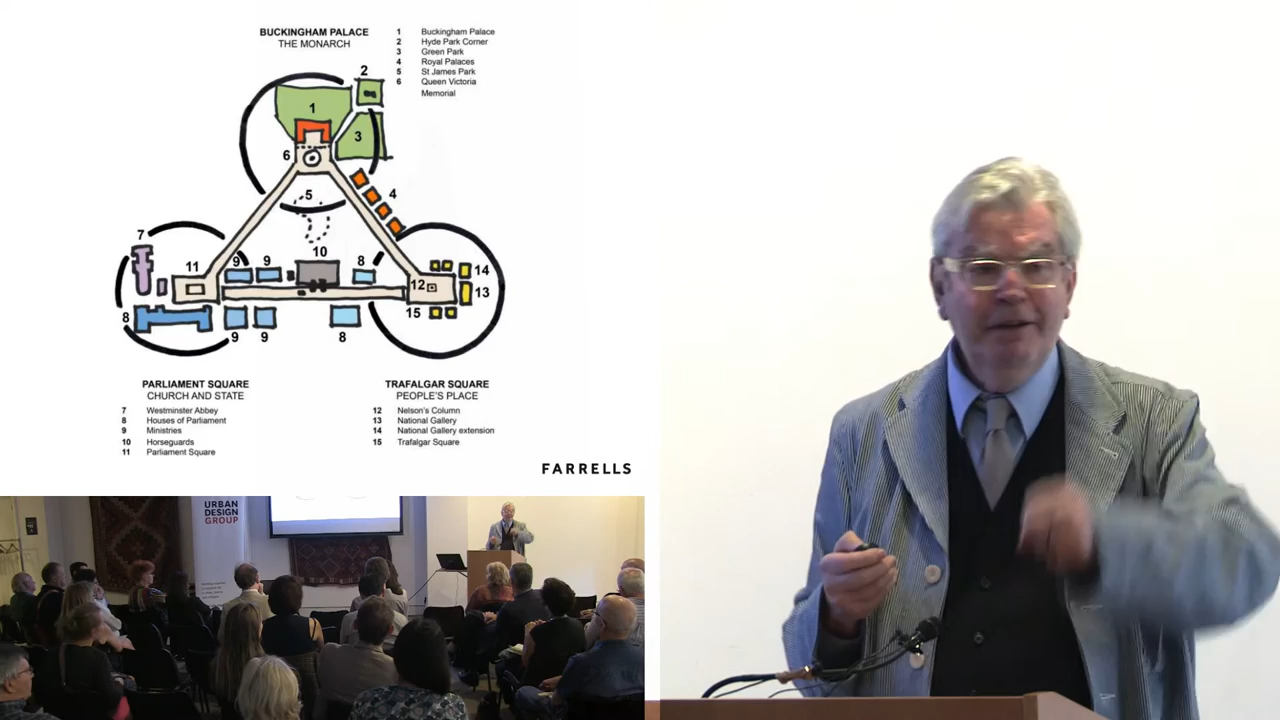 BUCKINGHAM PALACE
THE MONARCH
1 Buckingham Palace
2 Hyde Park Corner
3 Green Park
4 Royal Palaces
5 St James Park
6 Queen Victoria
Memorial
2
1
3
6
5
4
7
11
9
9
10
8
12
14
13
15
8
9
9
8
PARLIAMENT SQUARE
CHURCH AND STATE
7 Westminster Abbey
8 Houses of Parliament
9 Ministries
10 Horseguards
11 Parliament Square
TRAFALGAR SQUARE
PEOPLE'S PLACE
12 Nelson's Column
13 National Gallery
14 National Gallery extension
15 Trafalgar Square
FARRELLS
URBAN
DESIGN
GROUP